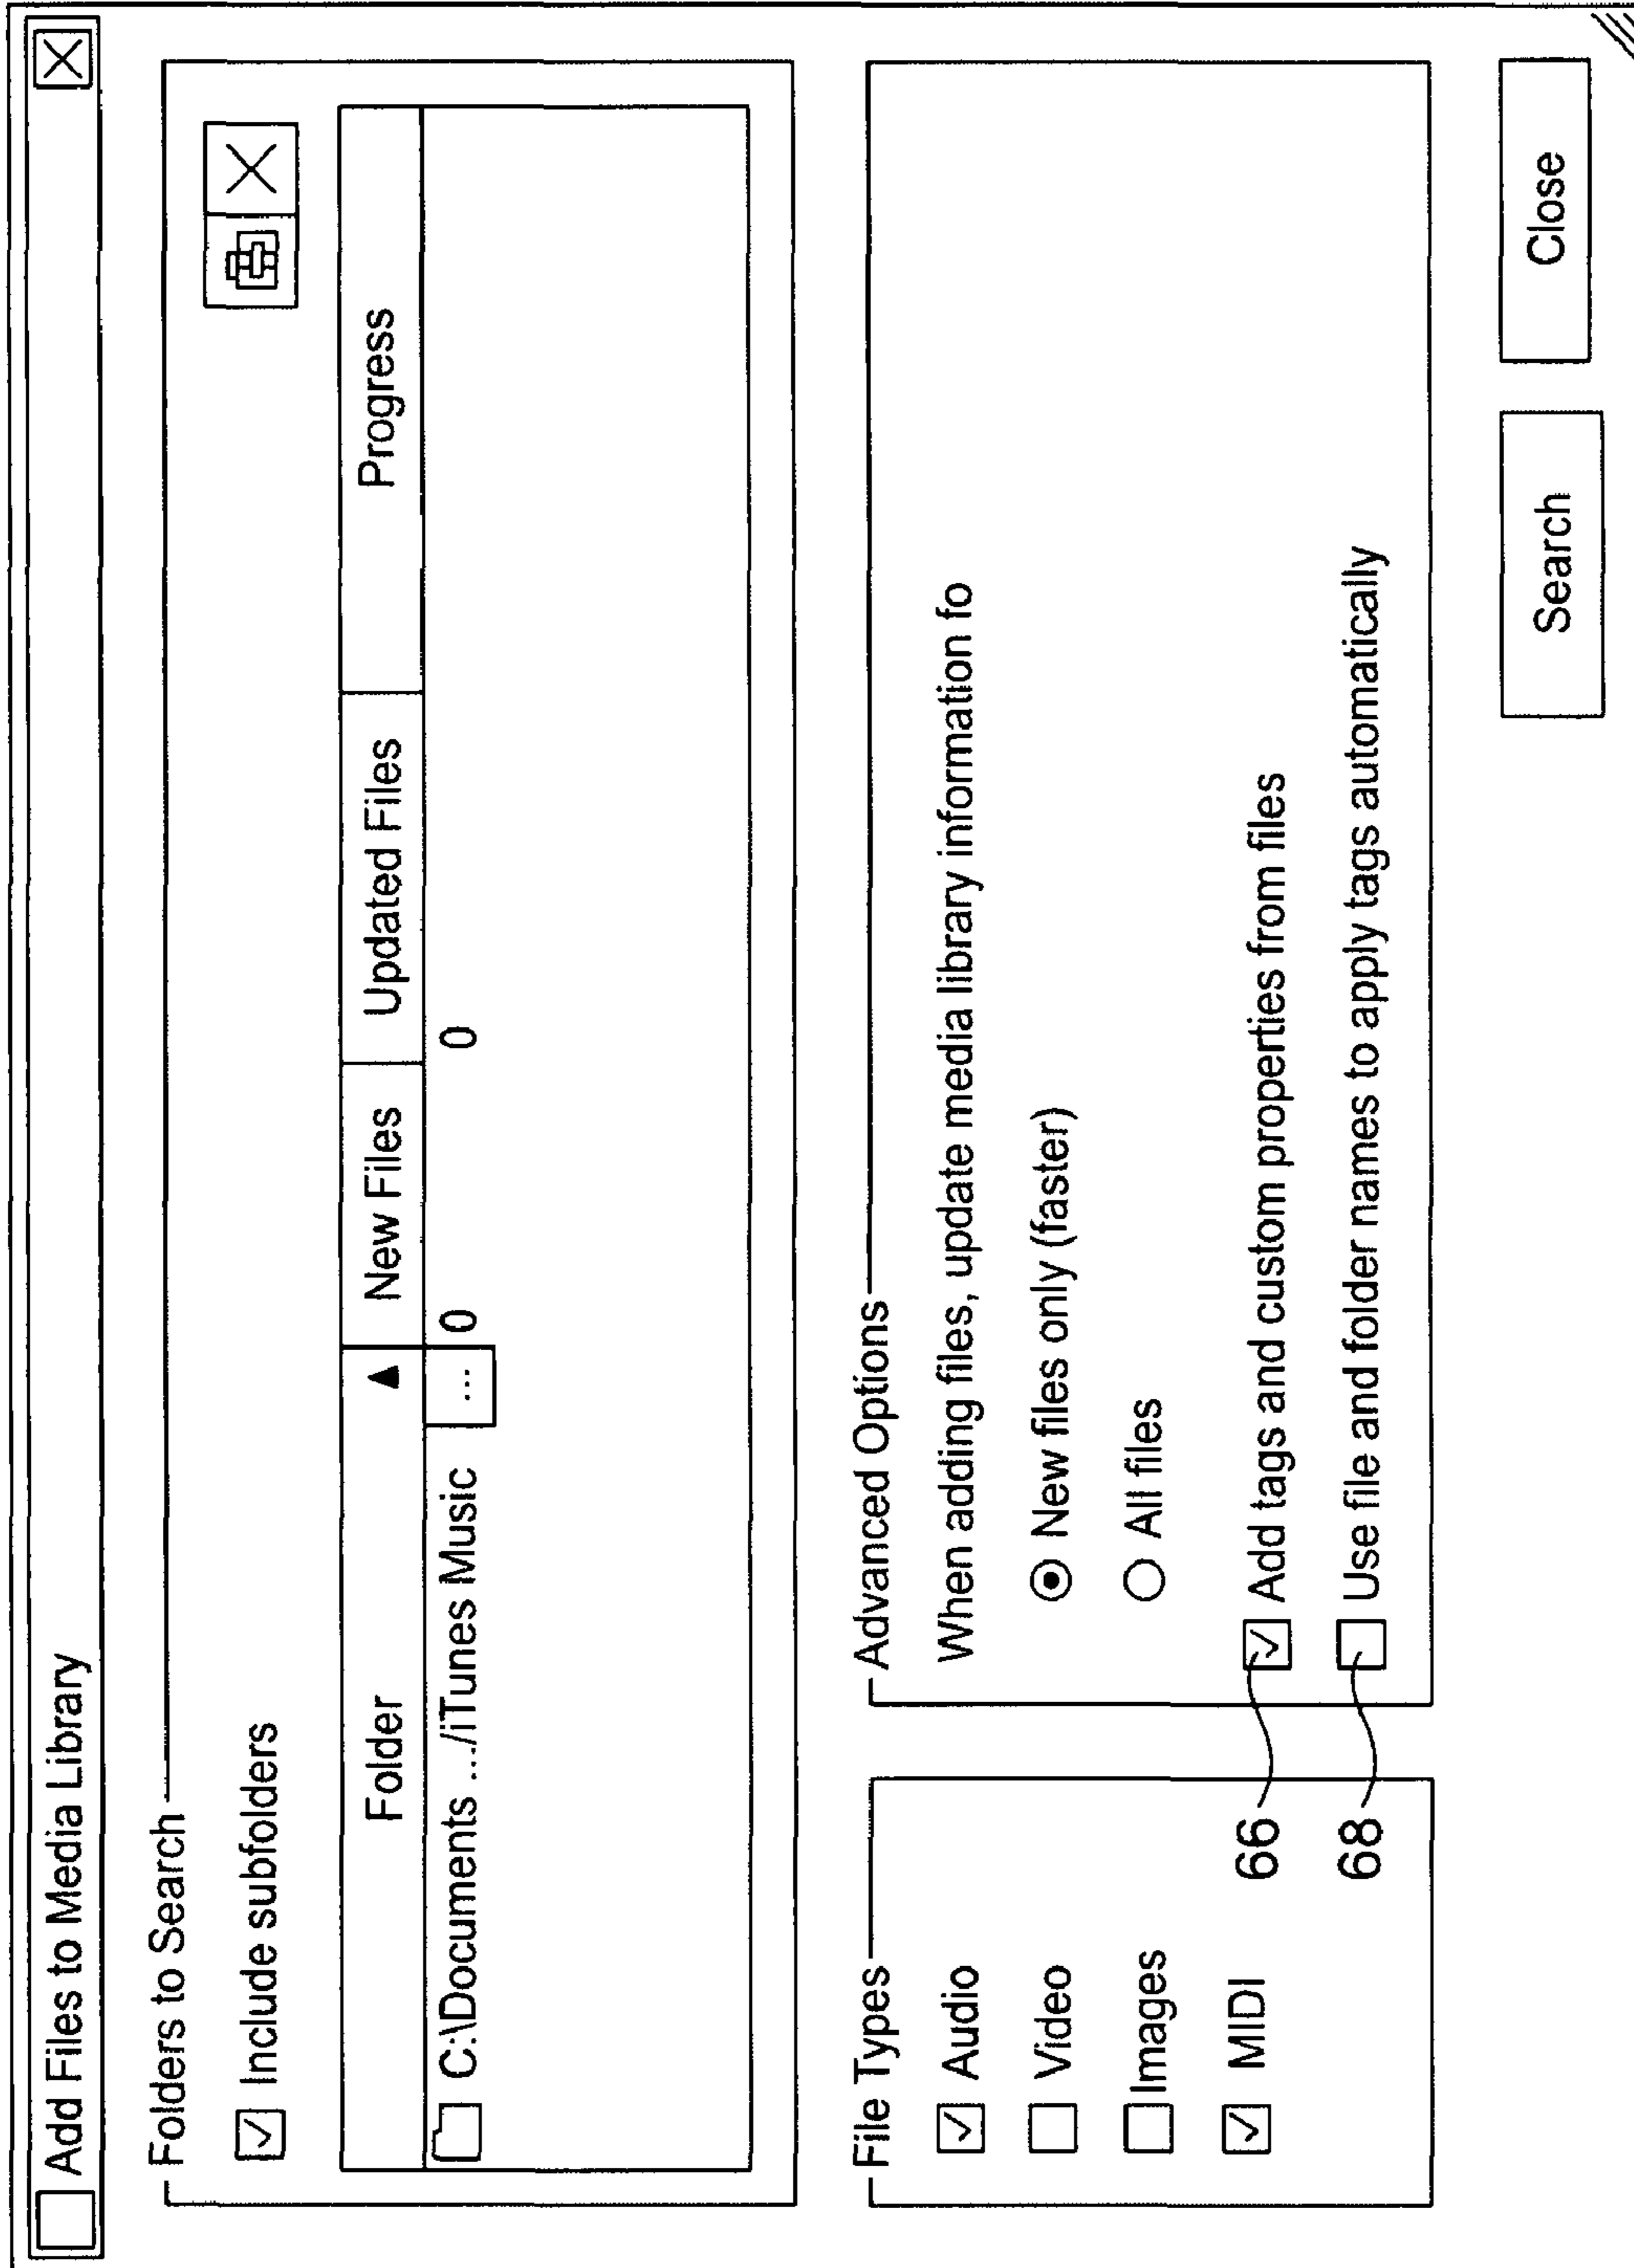 Add Files to Media Library
Folders to Search
Include subfolders
Folder New Files Updated Files Progress
C:\Documents .../iTunes Music ... 0 0
File Types
Audio
Video
Images
MIDI
Advanced Options
When adding files, update media library information fo
New files only (faster)
All files
66 Add tags and custom properties from files
68 Use file and folder names to apply tags automatically
Search Close